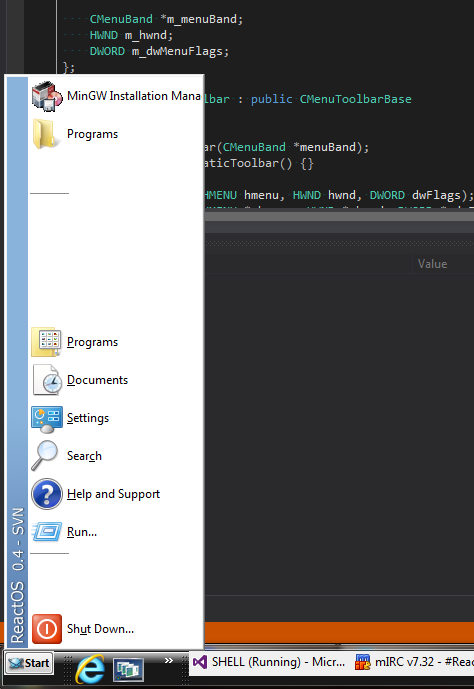 CMenuBand *m_menuBand;
HWND m_hwnd;
DWORD m_dwMenuFlags;
};
MinGW Installation Mana
lbar : public CMenuToolbarBase
Programs
ar(CMenuBand *menuBand);
aticToolbar() {}
HMENU hmenu, HWND hwnd, DWORD dwFlags);
Value
Programs
Documents
Settings
Search
Help and Support
Run...
Shut Down...
ReactOS 0.4 - SVN
Start
»
SHELL (Running) - Micr...
mIRC v7.32 - #Rea